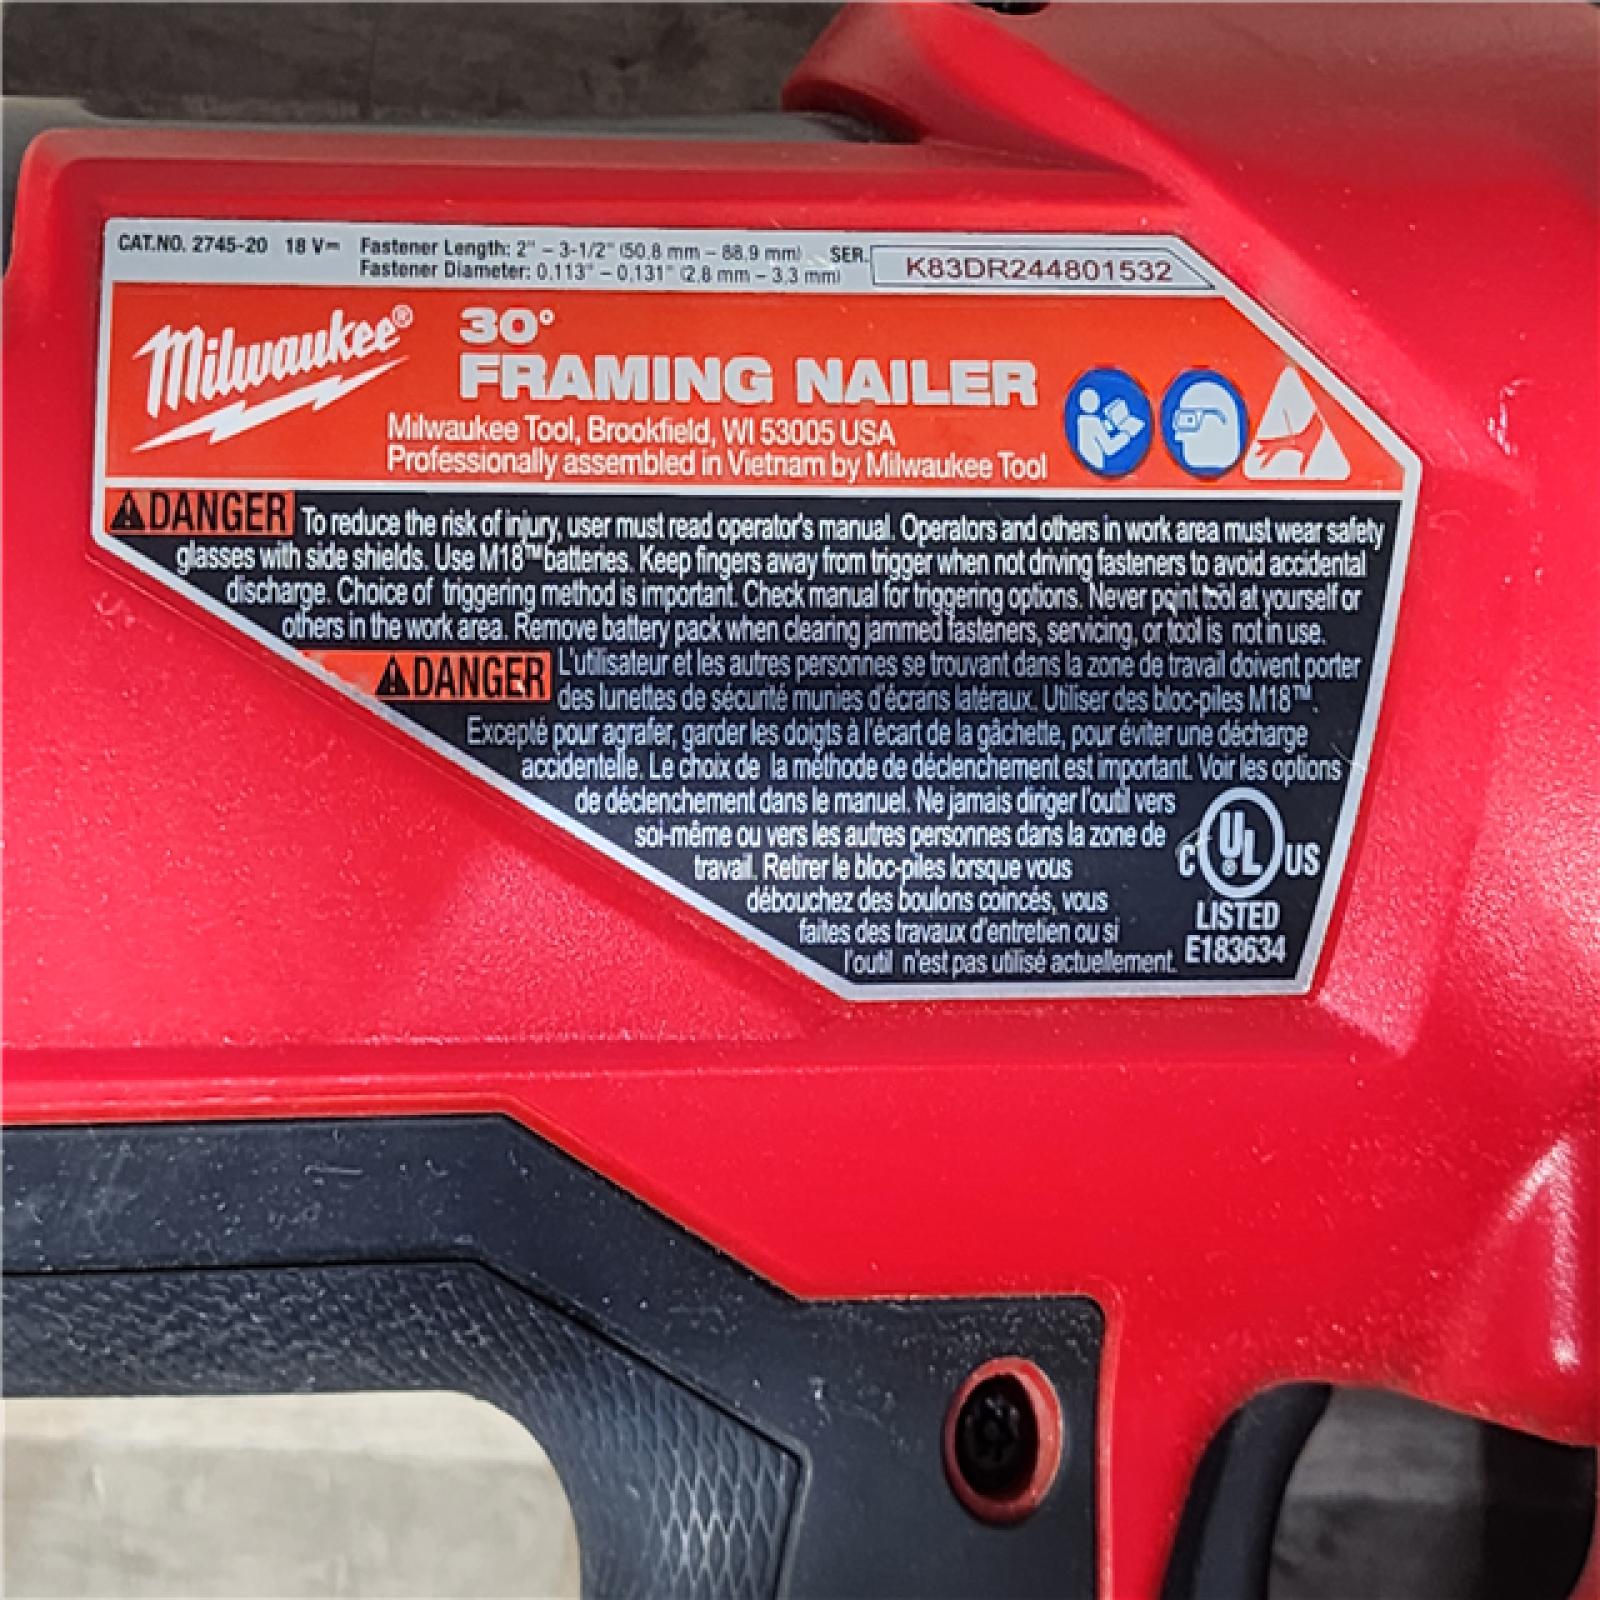 CAT.NO. 2745-20 18 V⎓ Fastener Length: 2" – 3-1/2" (50.8 mm – 88.9 mm) SER. K83DR244801532
Fastener Diameter: 0.113" – 0.131" (2.8 mm – 3.3 mm)
Milwaukee®
30°
FRAMING NAILER
Milwaukee Tool, Brookfield, WI 53005 USA
Professionally assembled in Vietnam by Milwaukee Tool
DANGER To reduce the risk of injury, user must read operator's manual. Operators and others in work area must wear safety
glasses with side shields. Use M18™ batteries. Keep fingers away from trigger when not driving fasteners to avoid accidental
discharge. Choice of triggering method is important. Check manual for triggering options. Never point tool at yourself or
others in the work area. Remove battery pack when clearing jammed fasteners, servicing, or tool is not in use.
DANGER L'utilisateur et les autres personnes se trouvant dans la zone de travail doivent porter
des lunettes de sécurité munies d'écrans latéraux. Utiliser des bloc-piles M18™.
Excepté pour agrafer, garder les doigts à l'écart de la gâchette, pour éviter une décharge
accidentelle. Le choix de la méthode de déclenchement est important. Voir les options
de déclenchement dans le manuel. Ne jamais diriger l'outil vers
soi-même ou vers les autres personnes dans la zone de
travail. Retirer le bloc-piles lorsque vous
débouchez des boulons coincés, vous
faites des travaux d'entretien ou si
l'outil n'est pas utilisé actuellement.
C UL® US
LISTED
E183634